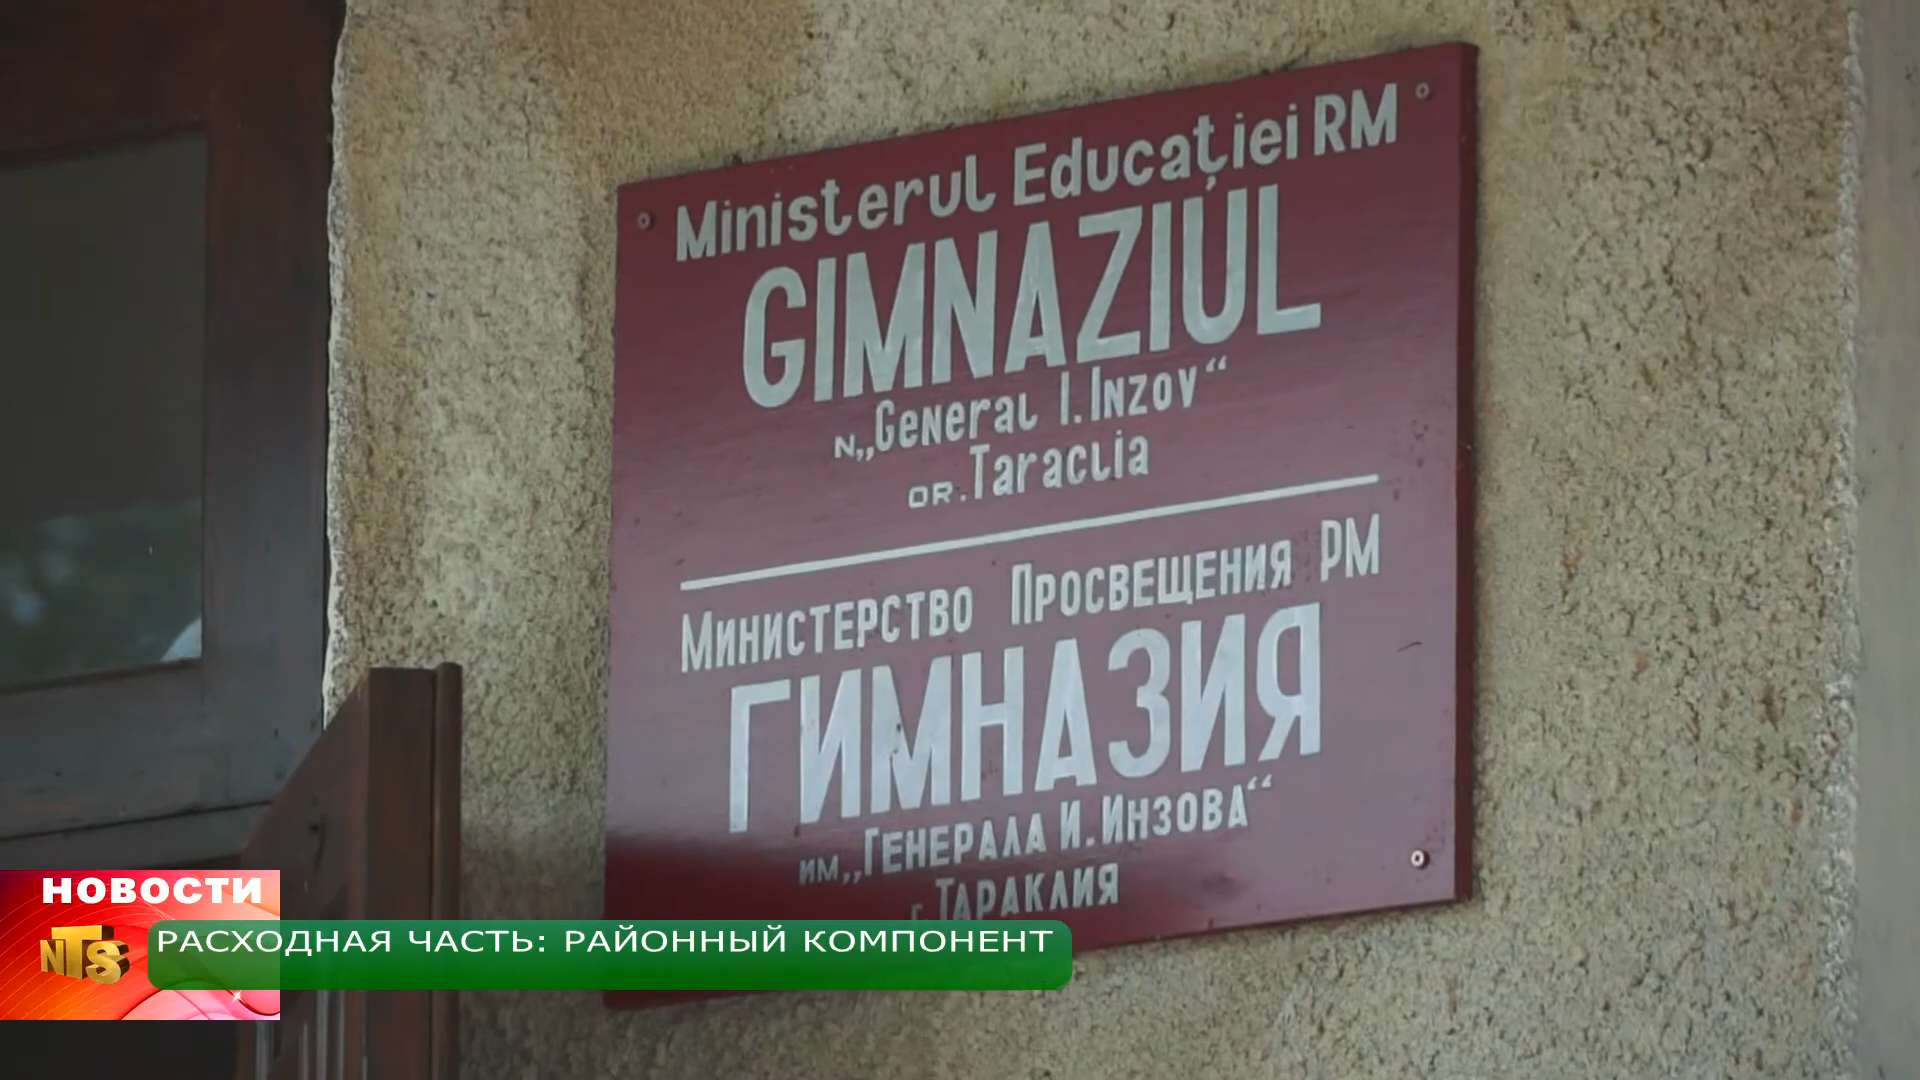 Ministerul Educației RM
GIMNAZIUL
N„General I. Inzov“
OR. Taraclia
Министерство Просвещения РМ
ГИМНАЗИЯ
им„Генерала И. Инзова“
г. Тараклия
НОВОСТИ
NTS
РАСХОДНАЯ ЧАСТЬ: РАЙОННЫЙ КОМПОНЕНТ